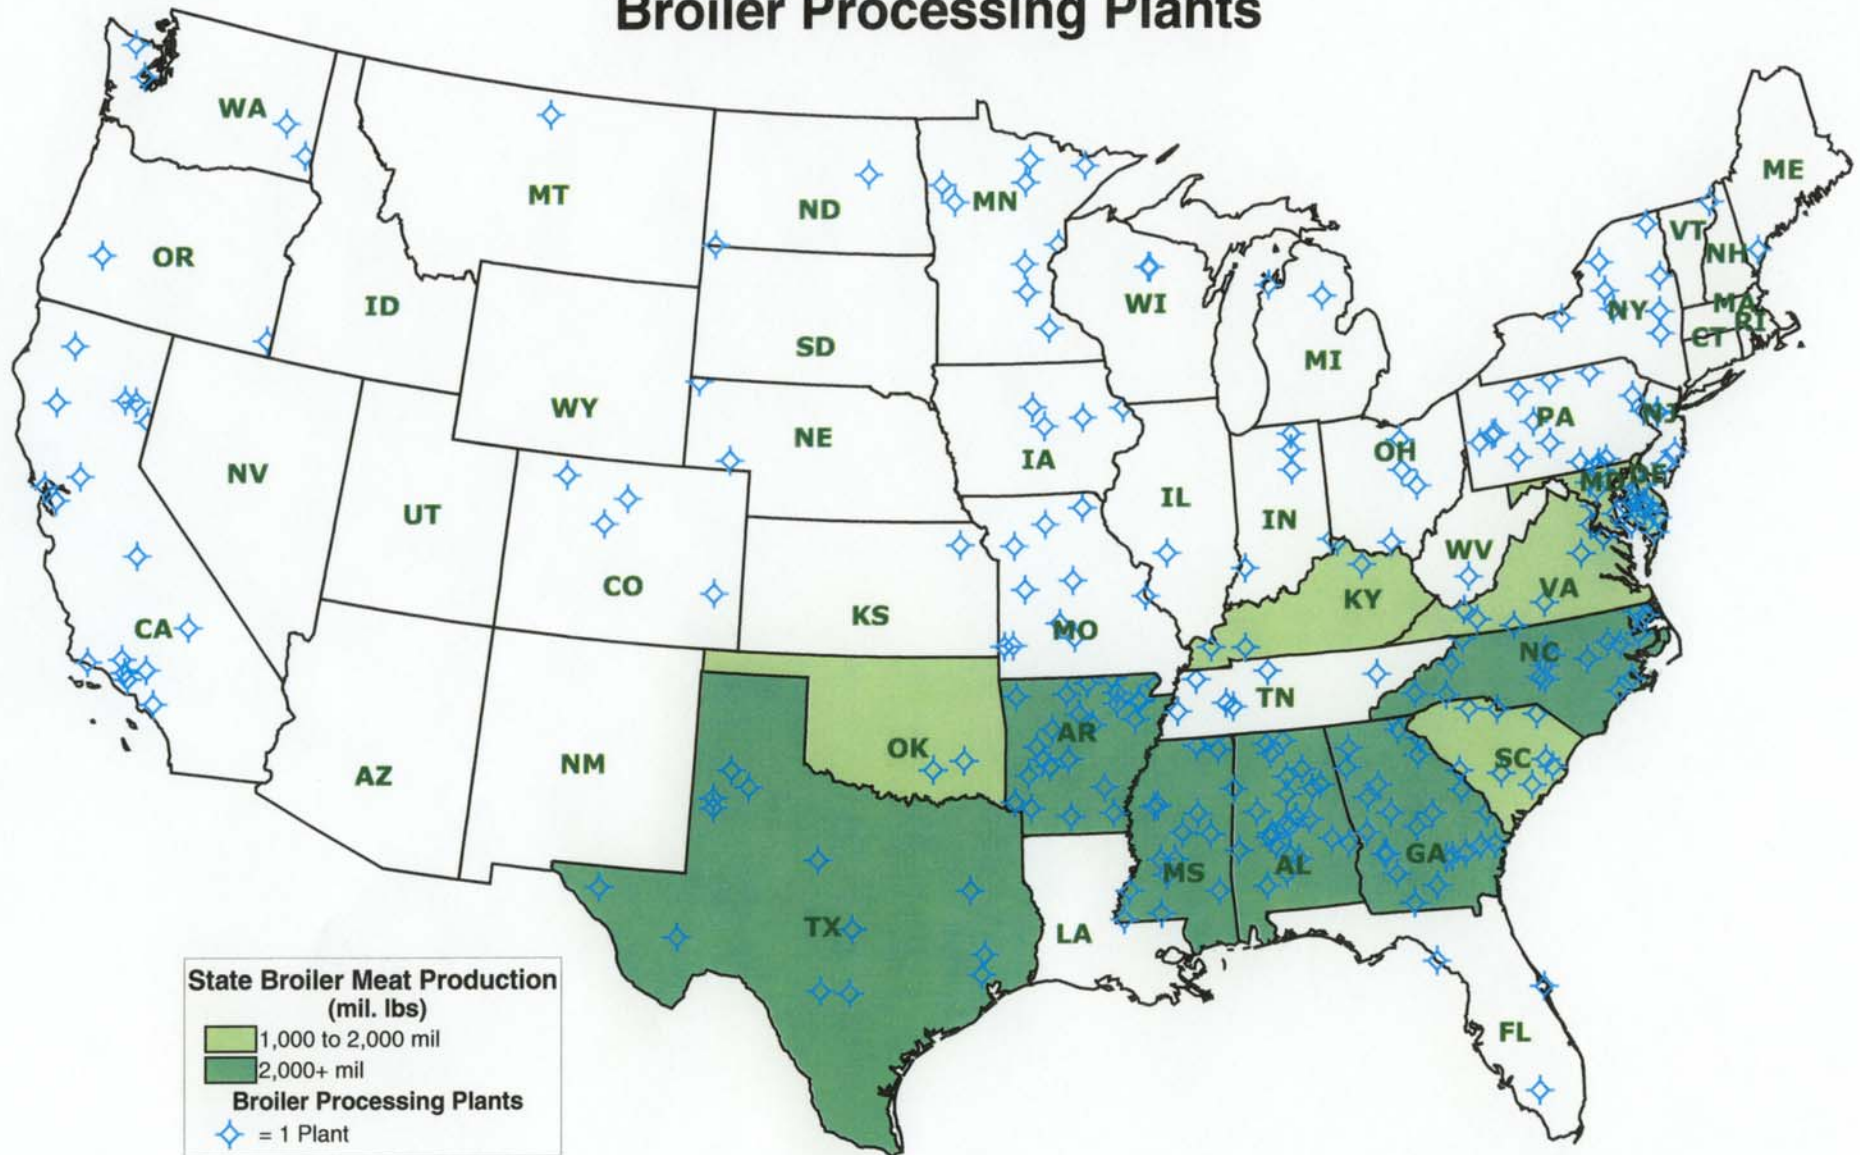 Broiler Processing Plants
WA
MT
ND
MN
ME
OR
ID
SD
WI
MI
VT
NH
NY
MA
RI
CT
WY
NE
IA
PA
NJ
OH
NV
UT
CO
KS
IL
IN
MD
DE
WV
VA
KY
CA
MO
NC
TN
AZ
NM
OK
AR
SC
TX
LA
MS
AL
GA
FL
State Broiler Meat Production
(mil. lbs)
1,000 to 2,000 mil
2,000+ mil
Broiler Processing Plants
= 1 Plant